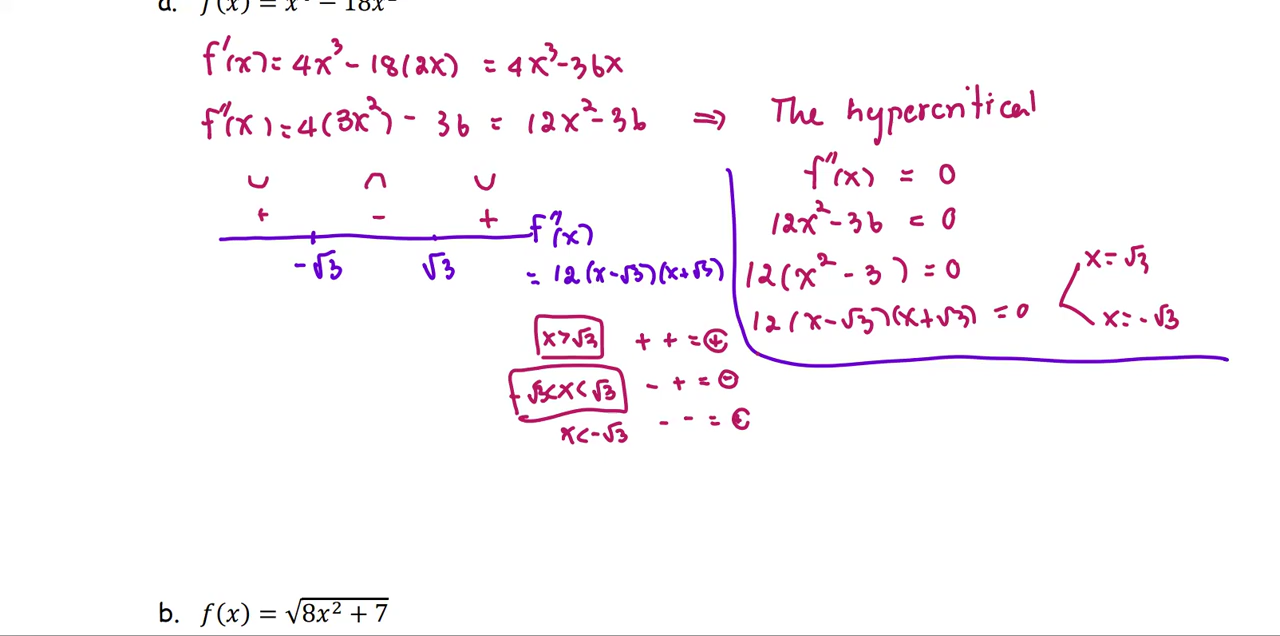 a. f(x) = x⁴ − 18x²
f'(x) = 4x³ − 18(2x) = 4x³ − 36x
f''(x) = 4(3x²) − 36 = 12x² − 36 ⇒ The hypercritical
f''(x) = 0
12x² − 36 = 0
12(x² − 3) = 0
12(x − √3)(x + √3) = 0
x = √3
x = −√3
∪ ∩ ∪
+ − + f''(x)
−√3 √3
= 12(x − √3)(x + √3)
x > √3 + + = ⊕
−√3 < x < √3 − + = ⊖
x < −√3 − − = ⊕
b. f(x) = √(8x² + 7)